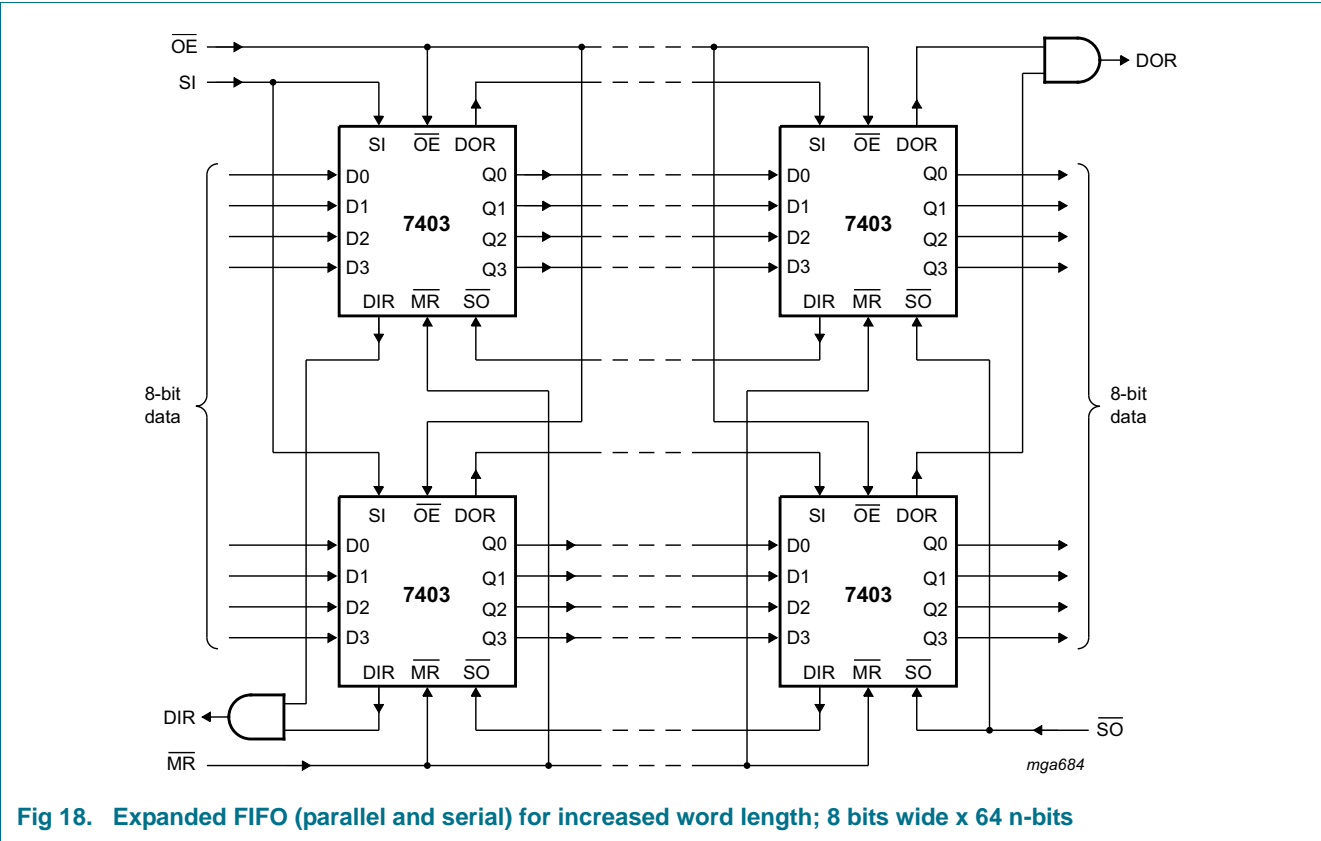 OE
SI
DOR
SI OE DOR
SI OE DOR
D0 Q0
D0 Q0
D1 Q1
D1 Q1
7403
7403
D2 Q2
D2 Q2
D3 Q3
D3 Q3
DIR MR SO
DIR MR SO
8-bit
data
8-bit
data
SI OE DOR
SI OE DOR
D0 Q0
D0 Q0
D1 Q1
D1 Q1
7403
7403
D2 Q2
D2 Q2
D3 Q3
D3 Q3
DIR MR SO
DIR MR SO
DIR
SO
MR
mga684
Fig 18. Expanded FIFO (parallel and serial) for increased word length; 8 bits wide x 64 n-bits